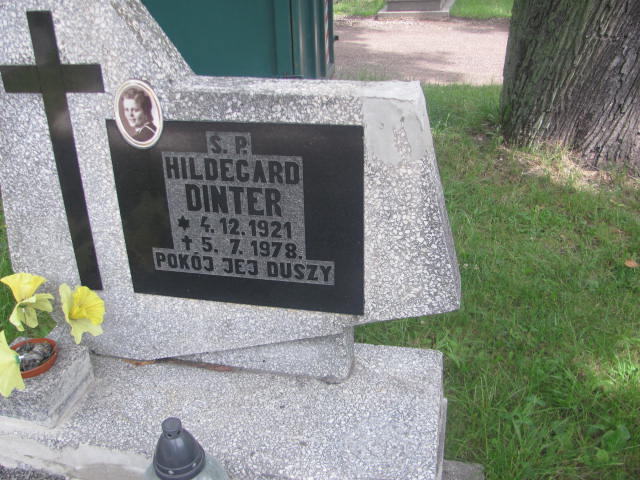 Ś. P.
HILDEGARD
DINTER
* 4. 12. 1921
† 5. 7. 1978.
POKÓJ JEJ DUSZY